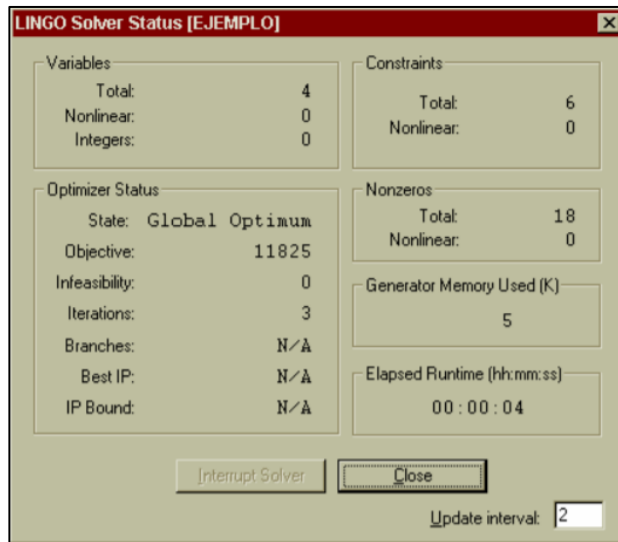 LINGO Solver Status [EJEMPLO]
Variables
Total: 4
Nonlinear: 0
Integers: 0
Constraints
Total: 6
Nonlinear: 0
Optimizer Status
State: Global Optimum
Objective: 11825
Infeasibility: 0
Iterations: 3
Branches: N/A
Best IP: N/A
IP Bound: N/A
Nonzeros
Total: 18
Nonlinear: 0
Generator Memory Used (K)
5
Elapsed Runtime (hh:mm:ss)
00:00:04
Interrupt Solver
Close
Update interval: 2